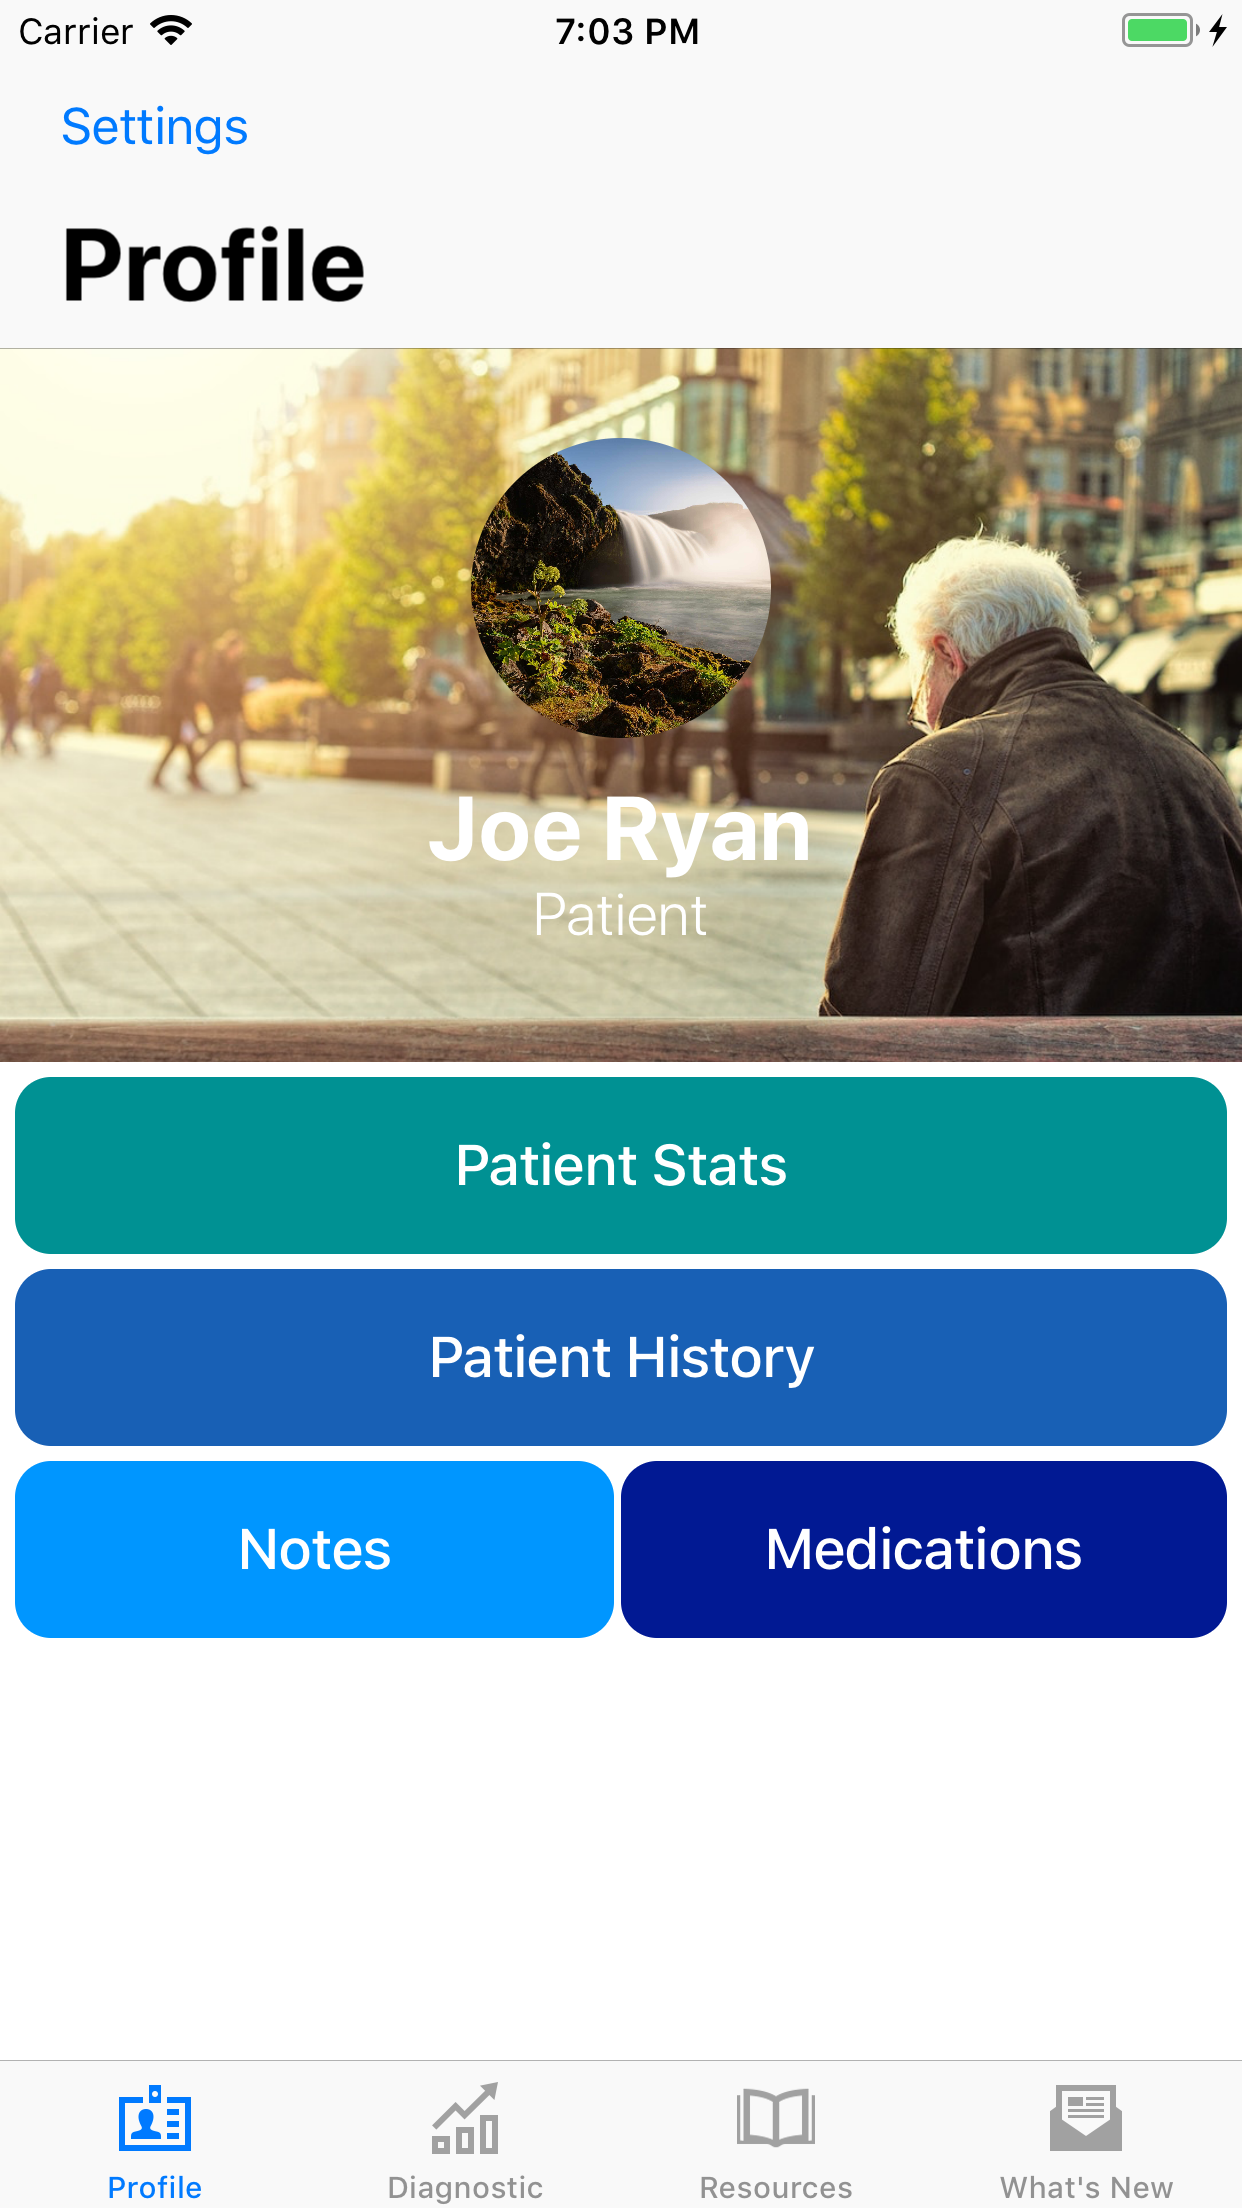 Carrier 7:03 PM
Settings
Profile
Joe Ryan
Patient
Patient Stats
Patient History
Notes Medications
Profile Diagnostic Resources What's New